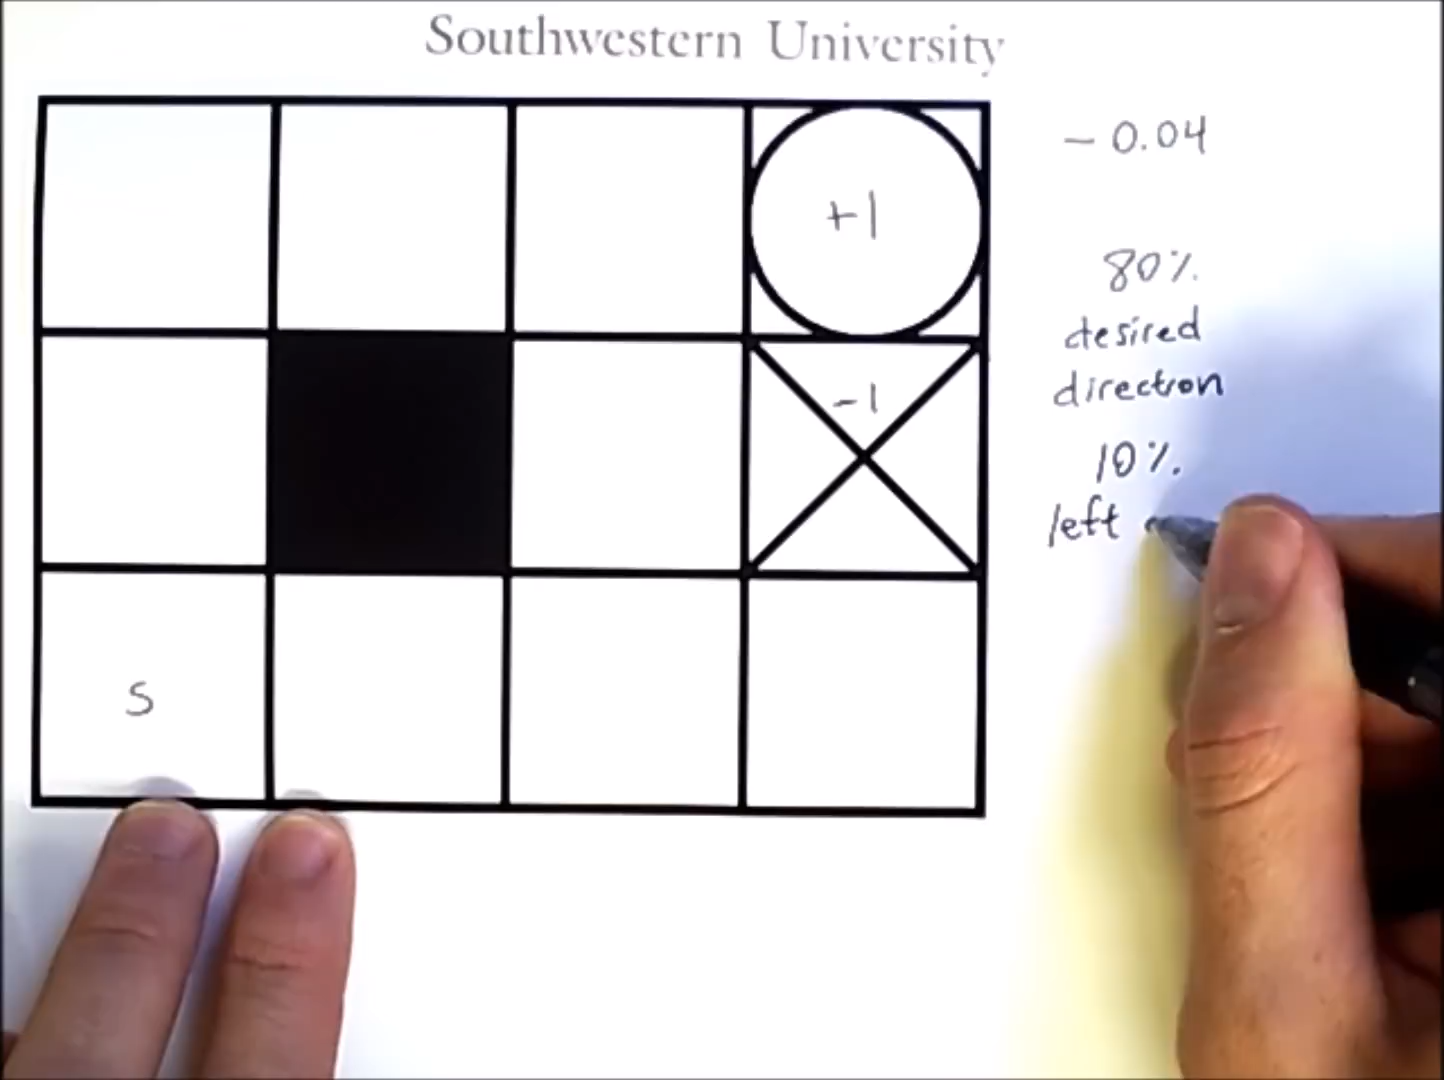 Southwestern University
+1
- 0.04
-1
80%
desired
direction
10%
left
S